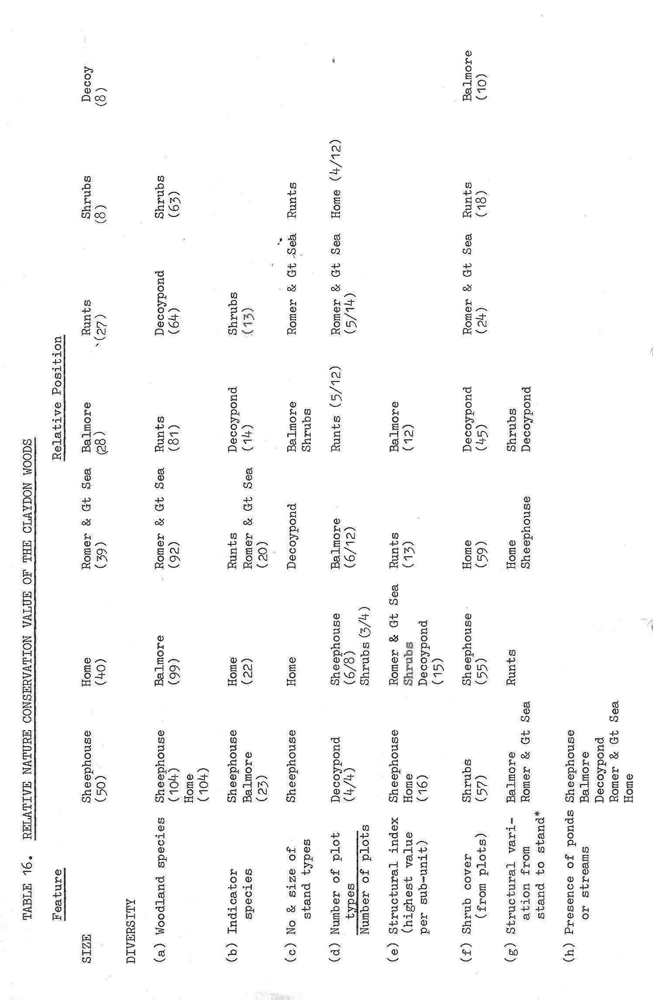 TABLE 16. RELATIVE NATURE CONSERVATION VALUE OF THE CLAYDON WOODS
Feature Relative Position
SIZE Sheephouse Home Romer & Gt Sea Balmore Runts Shrubs Decoy
(50) (40) (39) (28) (27) (8) (8)
DIVERSITY
(a) Woodland species Sheephouse Balmore Romer & Gt Sea Runts Decoypond Shrubs
(104) (99) (92) (81) (64) (63)
Home
(104)
(b) Indicator Sheephouse Home Runts Decoypond Shrubs
species Balmore (22) Romer & Gt Sea (14) (13)
(23) (20)
(c) No & size of Sheephouse Home Decoypond Balmore Romer & Gt Sea Runts
stand types Shrubs
(d) Number of plot Decoypond Sheephouse Balmore Runts (5/12) Romer & Gt Sea Home (4/12)
types (4/4) (6/8) (6/12) (5/14)
Number of plots Shrubs (3/4)
(e) Structural index Sheephouse Romer & Gt Sea Runts Balmore
(highest value Home Shrubs (13) (12)
per sub-unit) (16) Decoypond
(15)
(f) Shrub cover Shrubs Sheephouse Home Decoypond Romer & Gt Sea Runts Balmore
(from plots) (57) (55) (59) (45) (24) (18) (10)
(g) Structural vari- Balmore Runts Home Shrubs
ation from Romer & Gt Sea Sheephouse Decoypond
stand to stand*
(h) Presence of ponds Sheephouse
or streams Balmore
Decoypond
Romer & Gt Sea
Home